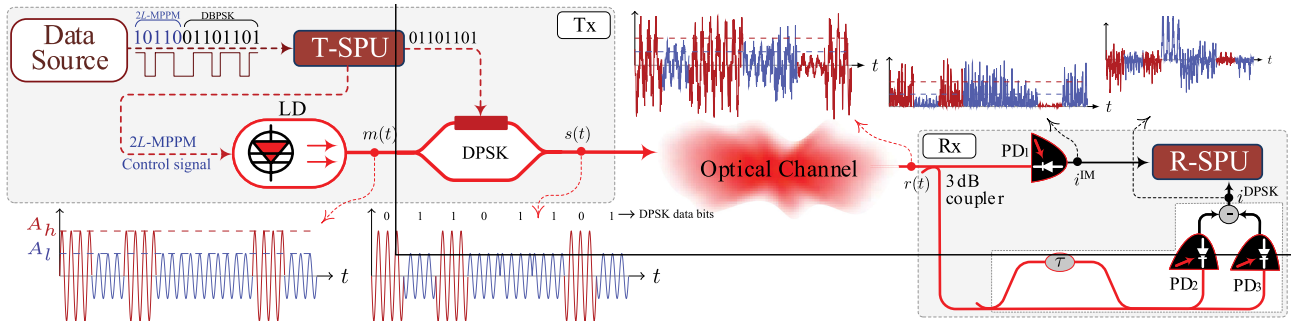 2L-MPPM
DBPSK
Data
Source
1011001101101
T-SPU
01101101
Tx
2L-MPPM
Control signal
LD
m(t)
DPSK
s(t)
Optical Channel
r(t)
3 dB
coupler
Rx
PD1
i^IM
R-SPU
i^DPSK
-
τ
PD2
PD3
A_h
A_l
t
0 1 1 0 1 1 0 1 → DPSK data bits
t
t
t
t